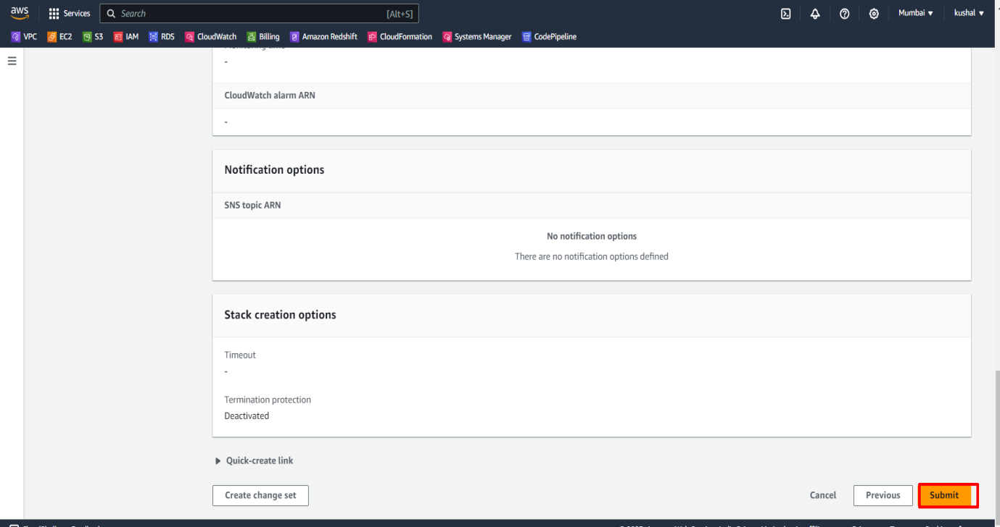 aws Services Search [Alt+S] Mumbai kushal
VPC EC2 S3 IAM RDS CloudWatch Billing Amazon Redshift CloudFormation Systems Manager CodePipeline
-
CloudWatch alarm ARN
-
Notification options
SNS topic ARN
No notification options
There are no notification options defined
Stack creation options
Timeout
-
Termination protection
Deactivated
Quick-create link
Create change set Cancel Previous Submit